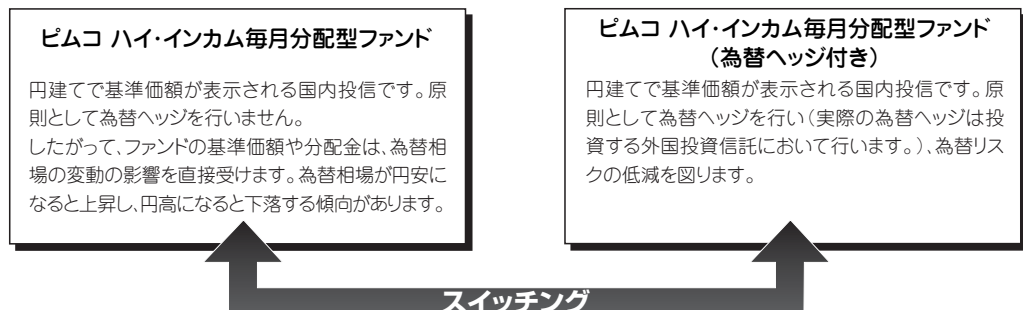 ピムコ ハイ・インカム毎月分配型ファンド
円建てで基準価額が表示される国内投信です。原
則として為替ヘッジを行いません。
したがって、ファンドの基準価額や分配金は、為替相
場の変動の影響を直接受けます。為替相場が円安に
なると上昇し、円高になると下落する傾向があります。
ピムコ ハイ・インカム毎月分配型ファンド
(為替ヘッジ付き)
円建てで基準価額が表示される国内投信です。原
則として為替ヘッジを行い(実際の為替ヘッジは投
資する外国投資信託において行います。)、為替リス
クの低減を図ります。
スイッチング